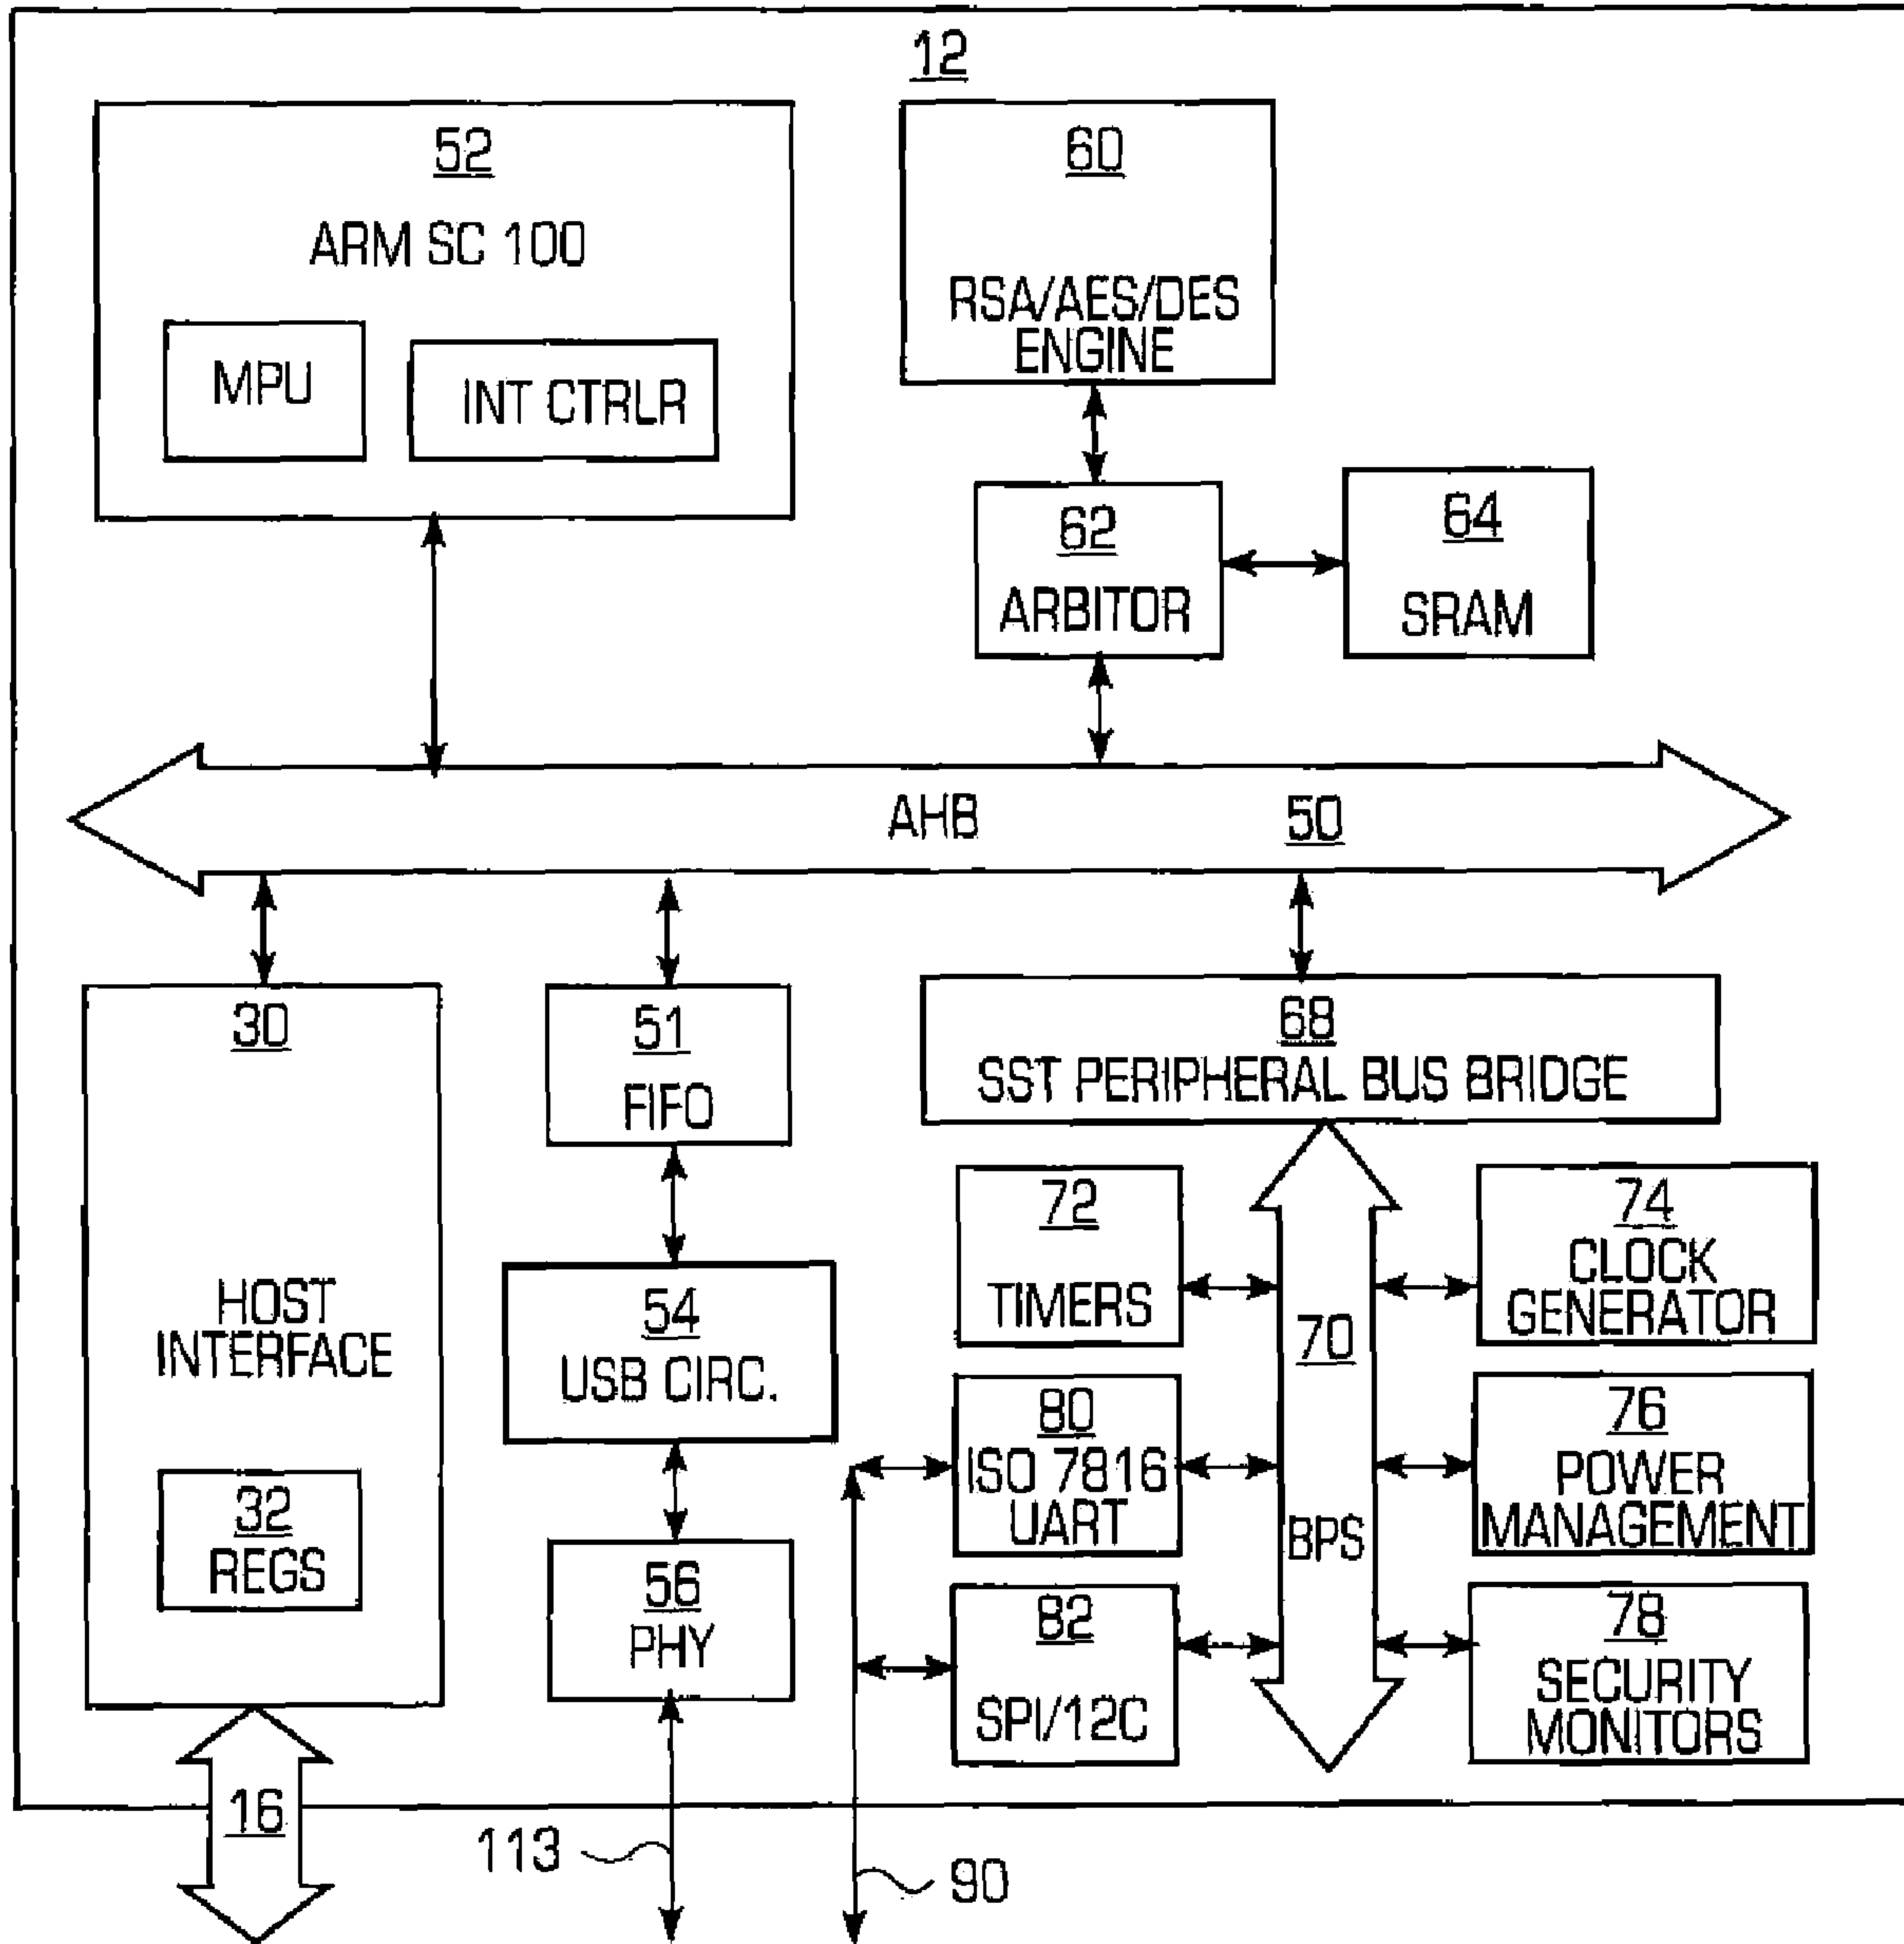 12
52
ARM SC 100
MPU
INT CTRLR
60
RSA/AES/DES
ENGINE
62
ARBITOR
64
SRAM
AHB
50
30
HOST
INTERFACE
32
REGS
16
51
FIFO
54
USB CIRC.
56
PHY
113
68
SST PERIPHERAL BUS BRIDGE
72
TIMERS
70
BPS
74
CLOCK
GENERATOR
80
ISO 7816
UART
76
POWER
MANAGEMENT
82
SPI/12C
78
SECURITY
MONITORS
90